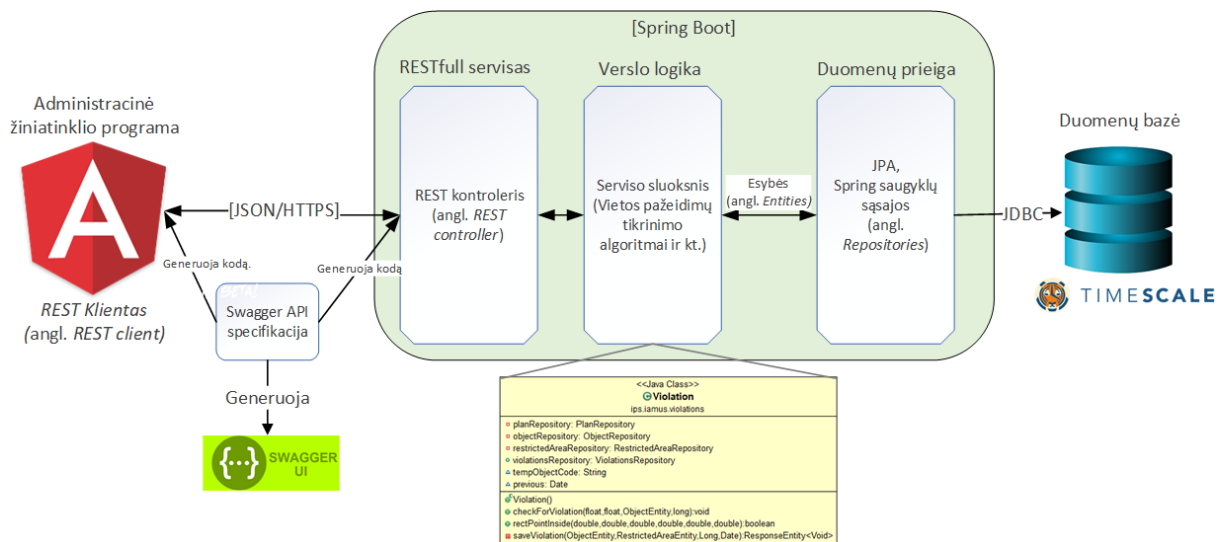 [Spring Boot]
RESTfull servisas
Verslo logika
Duomenų prieiga
Administracinė
žiniatinklio programa
Duomenų bazė
REST kontroleris
(angl. REST
controller)
Serviso sluoksnis
(Vietos pažeidimų
tikrinimo
algoritmai ir kt.)
Esybės
(angl. Entities)
JPA,
Spring saugyklų
sąsajos
(angl.
Repositories)
[JSON/HTTPS]
JDBC
Generuoja kodą.
Generuoja kodą
BETA!
REST Klientas
(angl. REST client)
Swagger API
specifikacija
TIMESCALE
Generuoja
{...} SWAGGER
UI
<<Java Class>>
Violation
ips.iamus.violations
planRepository: PlanRepository
objectRepository: ObjectRepository
restrictedAreaRepository: RestrictedAreaRepository
violationsRepository: ViolationsRepository
tempObjectCode: String
previous: Date
Violation()
checkForViolation(float,float,ObjectEntity,long):void
rectPointInside(double,double,double,double,double,double):boolean
saveViolation(ObjectEntity,RestrictedAreaEntity,Long,Date):ResponseEntity<Void>